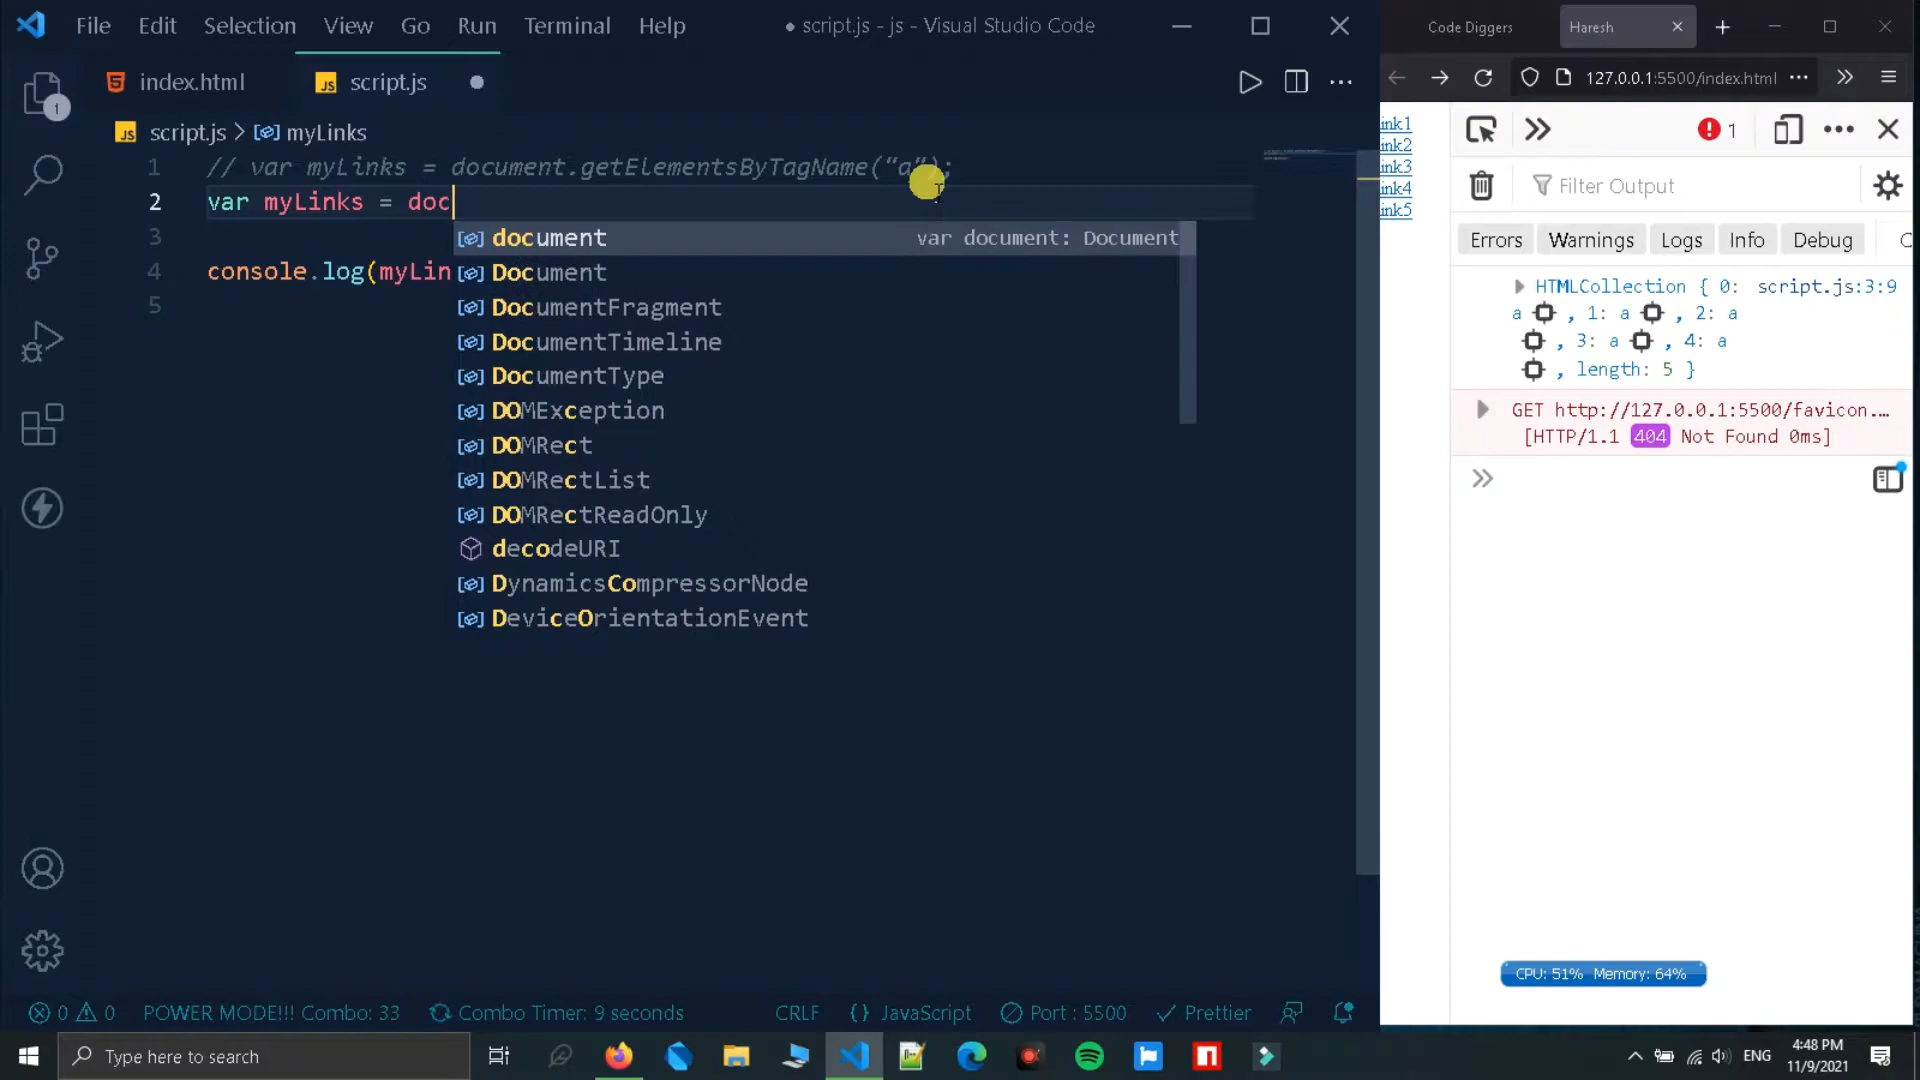 File Edit Selection View Go Run Terminal Help
● script.js - js - Visual Studio Code
index.html
JS script.js
JS script.js > myLinks
1 // var myLinks = document.getElementsByTagName("a");
2 var myLinks = doc
3
4 console.log(myLin
5
document var document: Document
Document
DocumentFragment
DocumentTimeline
DocumentType
DOMException
DOMRect
DOMRectList
DOMRectReadOnly
decodeURI
DynamicsCompressorNode
DeviceOrientationEvent
1
0 0 POWER MODE!!! Combo: 33 Combo Timer: 9 seconds CRLF {} JavaScript Port : 5500 Prettier
Code Diggers
Haresh
127.0.0.1:5500/index.html
ink1
ink2
ink3
ink4
ink5
1
Filter Output
Errors Warnings Logs Info Debug C
HTMLCollection { 0: script.js:3:9
a , 1: a , 2: a
, 3: a , 4: a
, length: 5 }
GET http://127.0.0.1:5500/favicon.…
[HTTP/1.1 404 Not Found 0ms]
CPU: 51% Memory: 64%
Type here to search
ENG
4:48 PM
11/9/2021